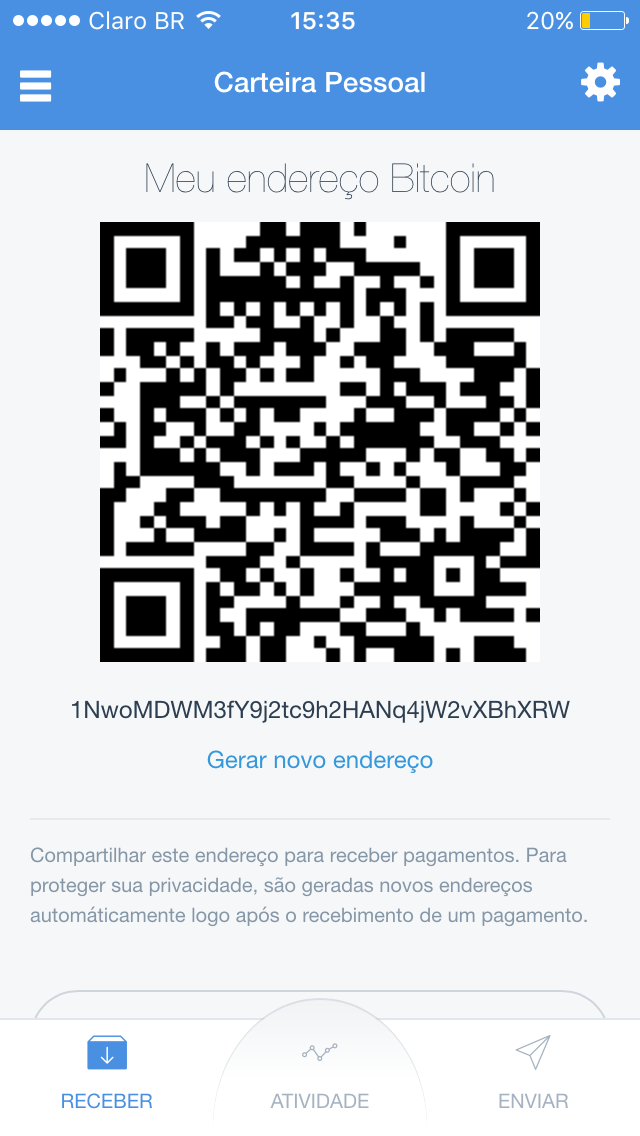 Claro BR 15:35 20%
Carteira Pessoal
Meu endereço Bitcoin
1NwoMDWM3fY9j2tc9h2HANq4jW2vXBhXRW
Gerar novo endereço
Compartilhar este endereço para receber pagamentos. Para
proteger sua privacidade, são geradas novos endereços
automáticamente logo após o recebimento de um pagamento.
RECEBER ATIVIDADE ENVIAR